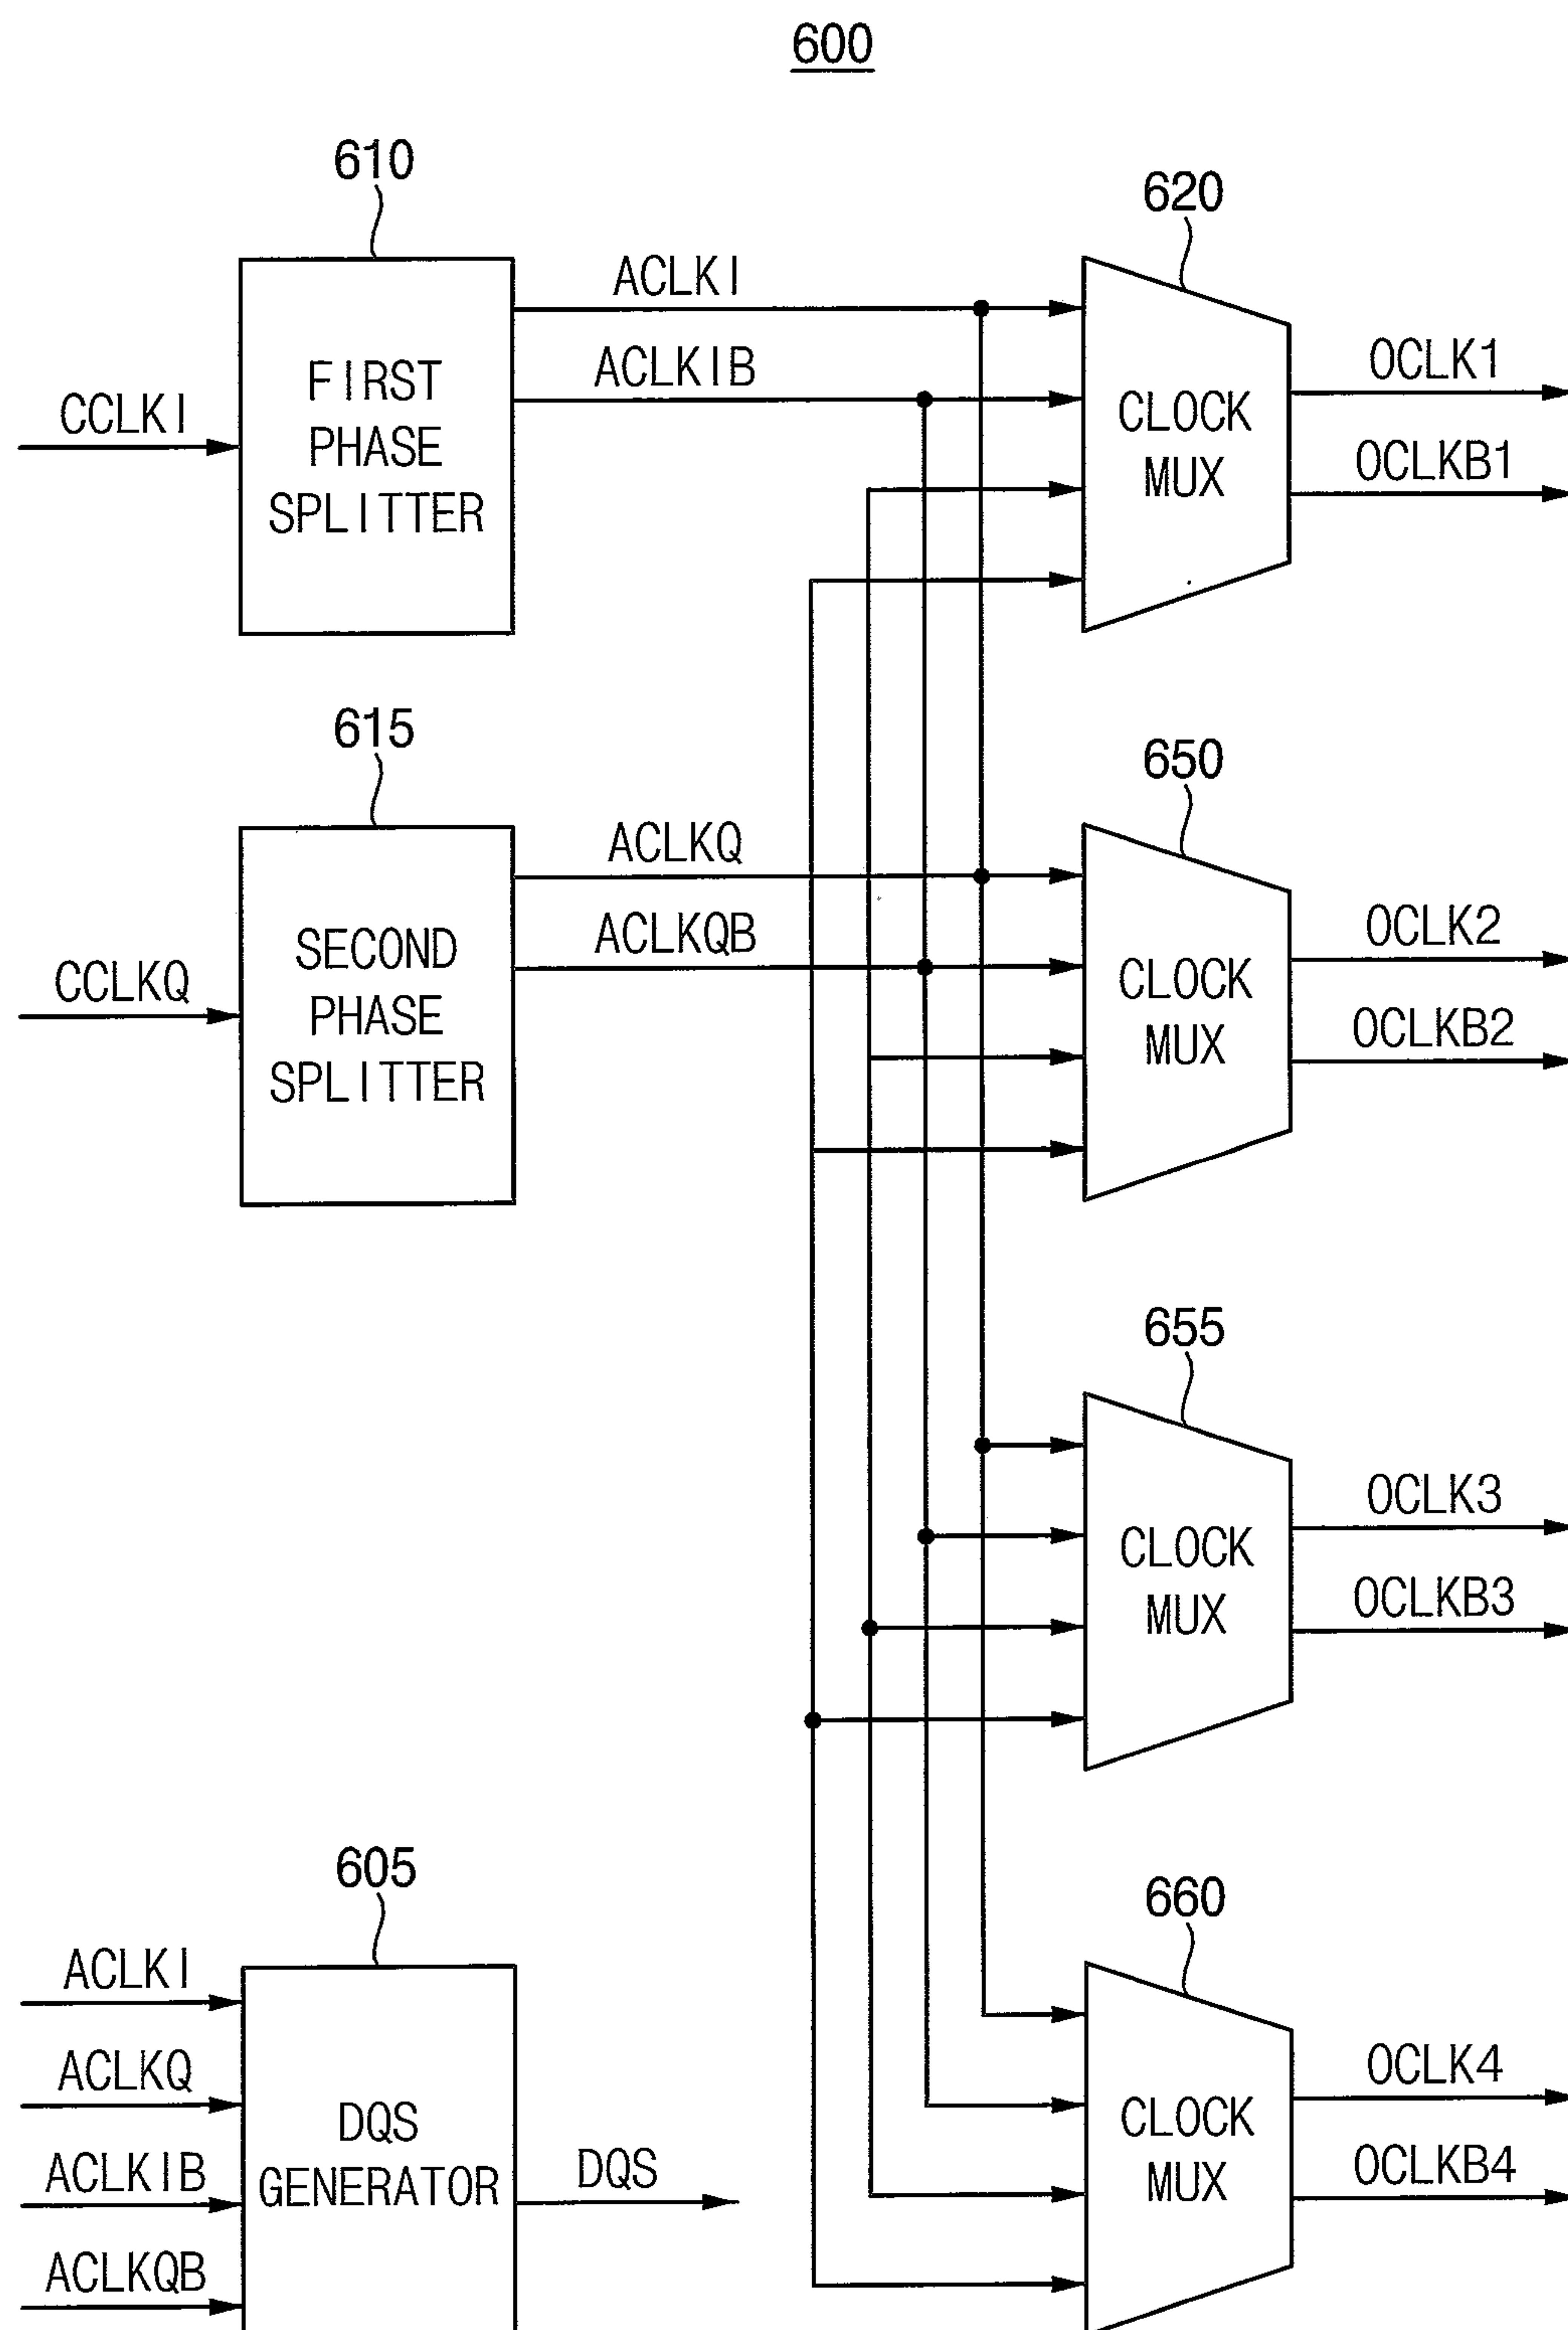 600
610
FIRST
PHASE
SPLITTER
CCLKI
ACLKI
ACLKIB
620
CLOCK
MUX
OCLK1
OCLKB1
615
SECOND
PHASE
SPLITTER
CCLKQ
ACLKQ
ACLKQB
650
CLOCK
MUX
OCLK2
OCLKB2
655
CLOCK
MUX
OCLK3
OCLKB3
605
ACLKI
ACLKQ
ACLKIB
ACLKQB
DQS
GENERATOR
DQS
660
CLOCK
MUX
OCLK4
OCLKB4